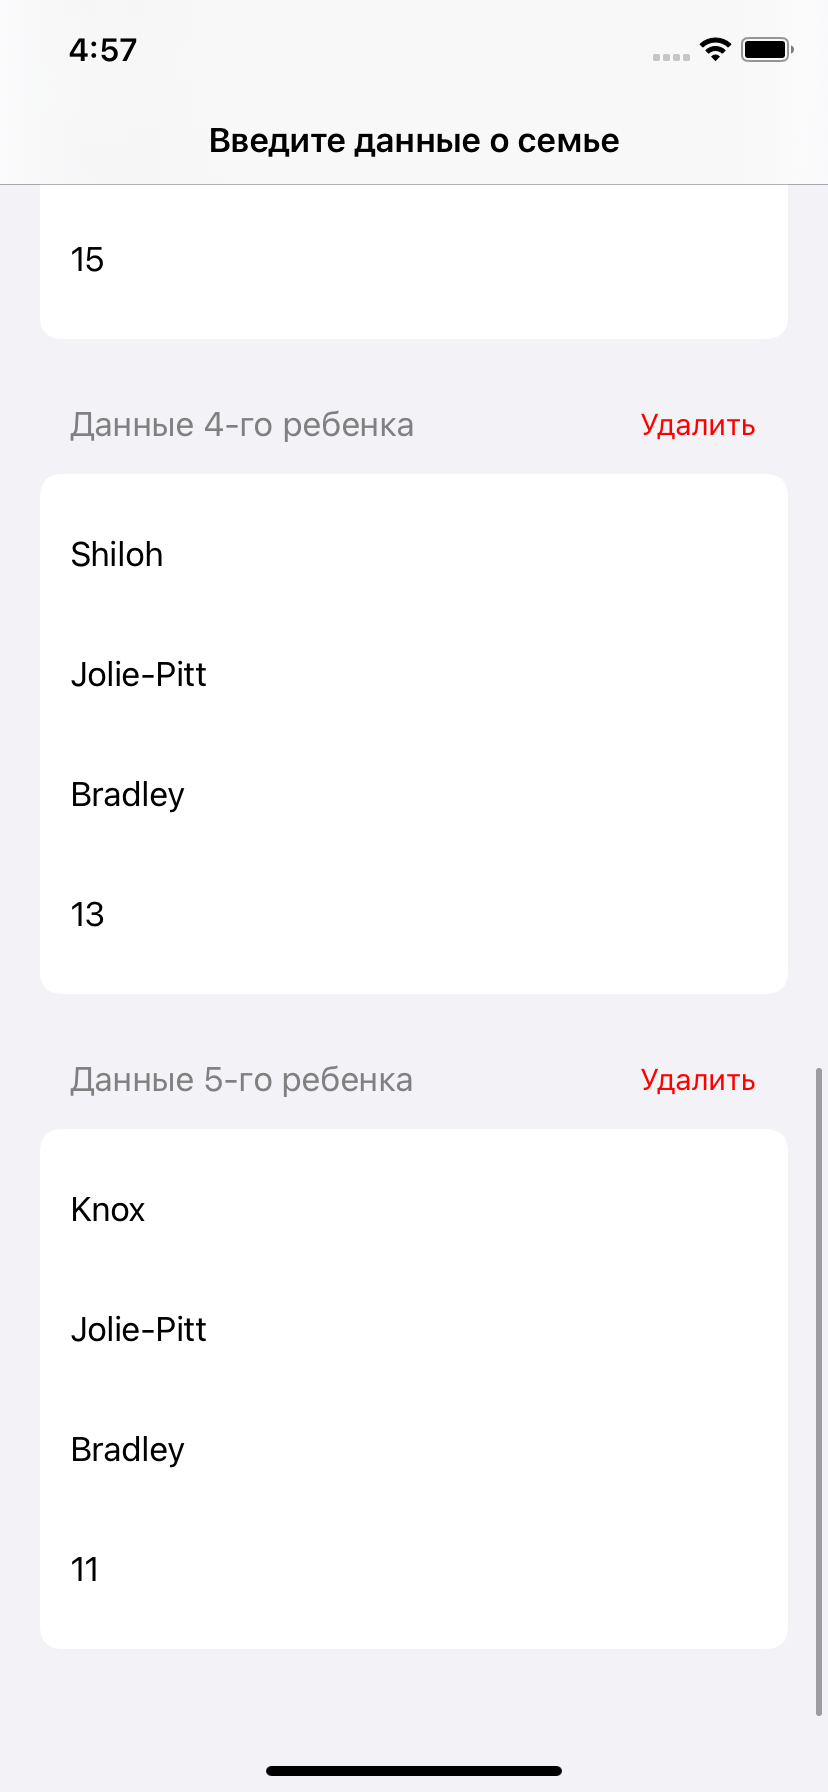 4:57
Введите данные о семье
15
Данные 4-го ребенка Удалить
Shiloh
Jolie-Pitt
Bradley
13
Данные 5-го ребенка Удалить
Knox
Jolie-Pitt
Bradley
11